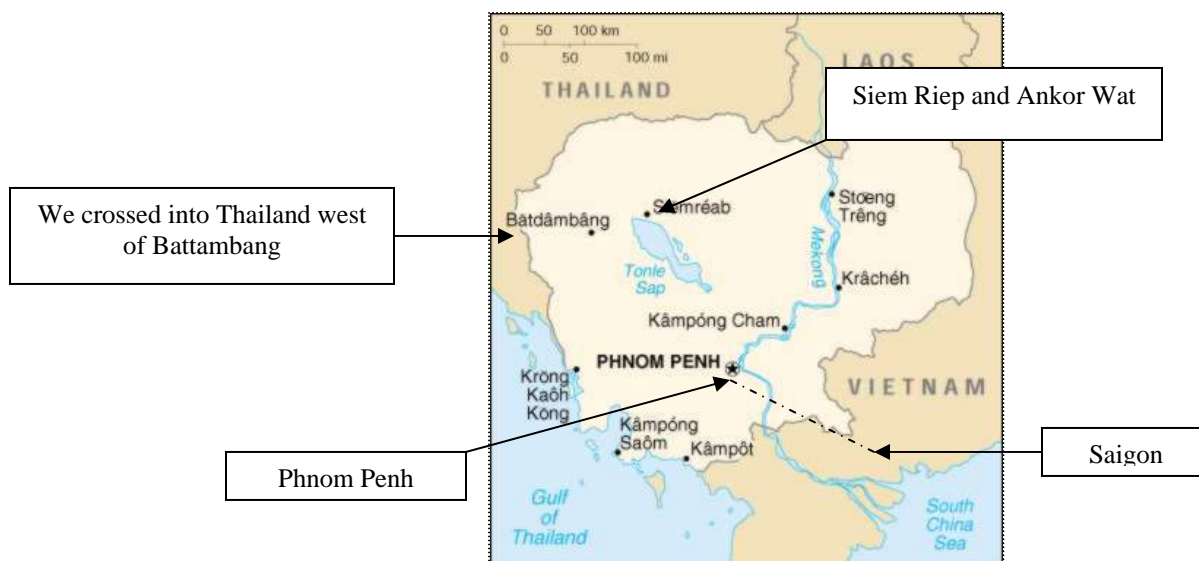 0 50 100 km
0 50 100 mi
LAOS
THAILAND
Siem Riep and Ankor Wat
We crossed into Thailand west
of Battambang
Siemréab
Batdâmbâng
Stœng
Trêng
Mekong
Tonle
Sap
Krâchéh
Kâmpóng Cham
PHNOM PENH
Krŏng
Kaôh
Kŏng
VIETNAM
Kâmpóng
Saôm
Kâmpôt
Phnom Penh
Saigon
Gulf
of
Thailand
South
China
Sea